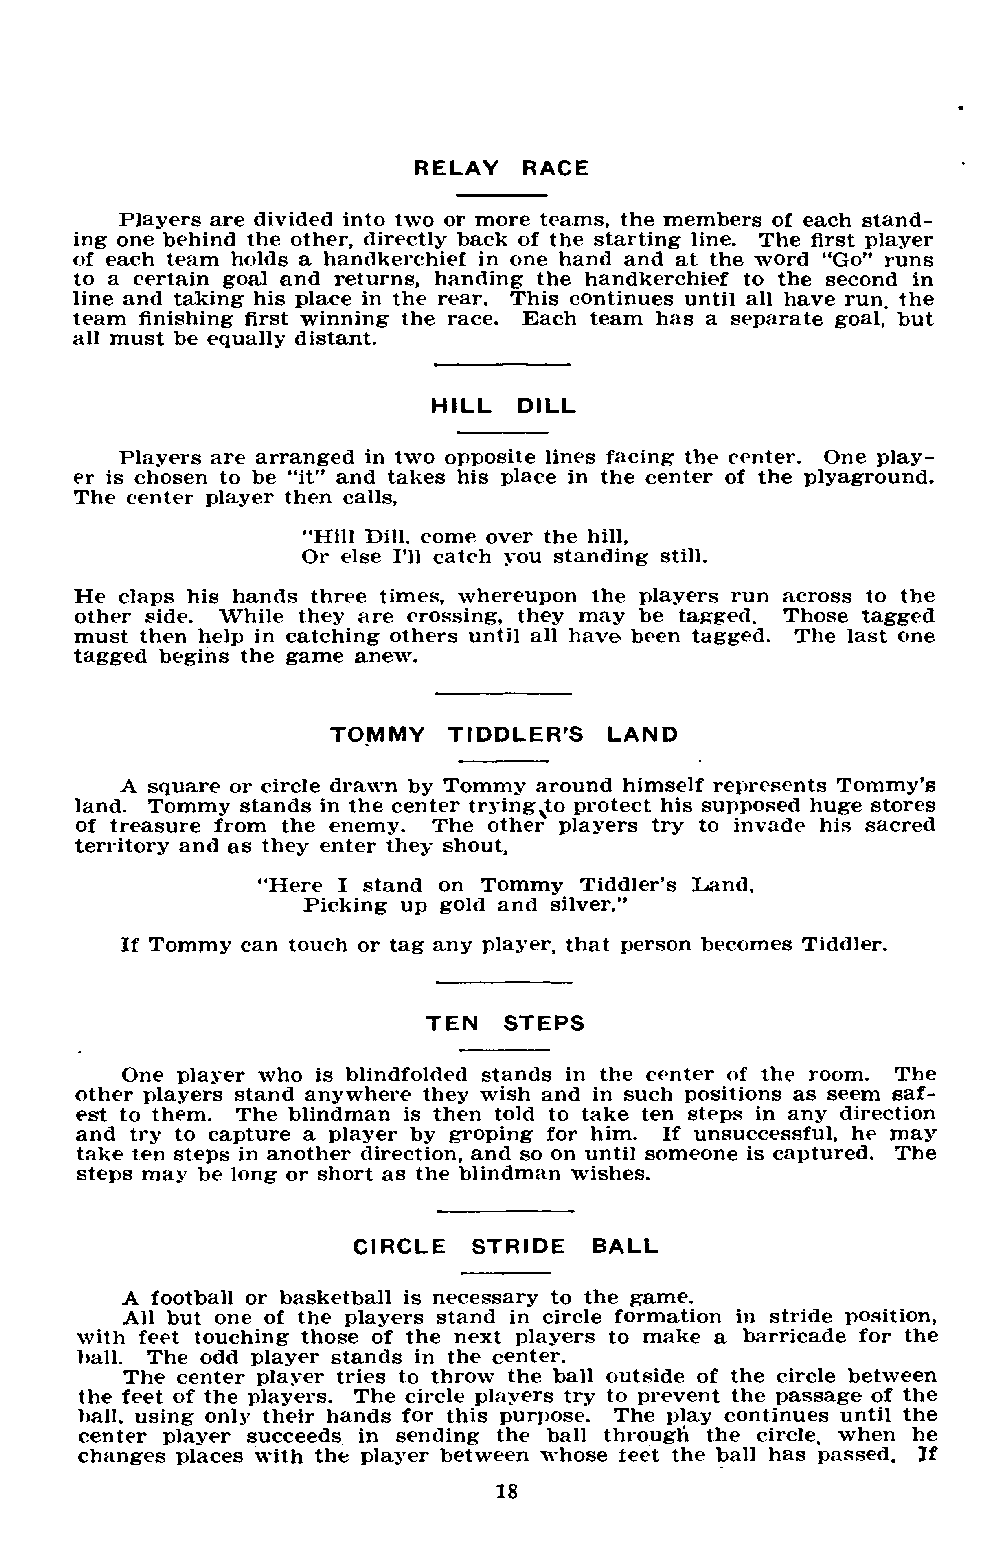 RELAY RACE
Players are divided into two or more teams, the members of each stand-
ing one behind the other, directly back of the starting line. The first player
of each team holds a handkerchief in one hand and at the word "Go" runs
to a certain goal and returns, handing the handkerchief to the second in
line and taking his place in the rear. This continues until all have run, the
team finishing first winning the race. Each team has a separate goal, but
all must be equally distant.
HILL DILL
Players are arranged in two opposite lines facing the center. One play-
er is chosen to be "it" and takes his place in the center of the plyaground.
The center player then calls,
"Hill Dill, come over the hill,
Or else I'll catch you standing still.
He claps his hands three times, whereupon the players run across to the
other side. While they are crossing, they may be tagged. Those tagged
must then help in catching others until all have been tagged. The last one
tagged begins the game anew.
TOMMY TIDDLER'S LAND
A square or circle drawn by Tommy around himself represents Tommy's
land. Tommy stands in the center trying to protect his supposed huge stores
of treasure from the enemy. The other players try to invade his sacred
territory and as they enter they shout,
"Here I stand on Tommy Tiddler's Land,
Picking up gold and silver."
If Tommy can touch or tag any player, that person becomes Tiddler.
TEN STEPS
One player who is blindfolded stands in the center of the room. The
other players stand anywhere they wish and in such positions as seem saf-
est to them. The blindman is then told to take ten steps in any direction
and try to capture a player by groping for him. If unsuccessful, he may
take ten steps in another direction, and so on until someone is captured. The
steps may be long or short as the blindman wishes.
CIRCLE STRIDE BALL
A football or basketball is necessary to the game.
All but one of the players stand in circle formation in stride position,
with feet touching those of the next players to make a barricade for the
ball. The odd player stands in the center.
The center player tries to throw the ball outside of the circle between
the feet of the players. The circle players try to prevent the passage of the
ball, using only their hands for this purpose. The play continues until the
center player succeeds in sending the ball through the circle, when he
changes places with the player between whose feet the ball has passed. If
18